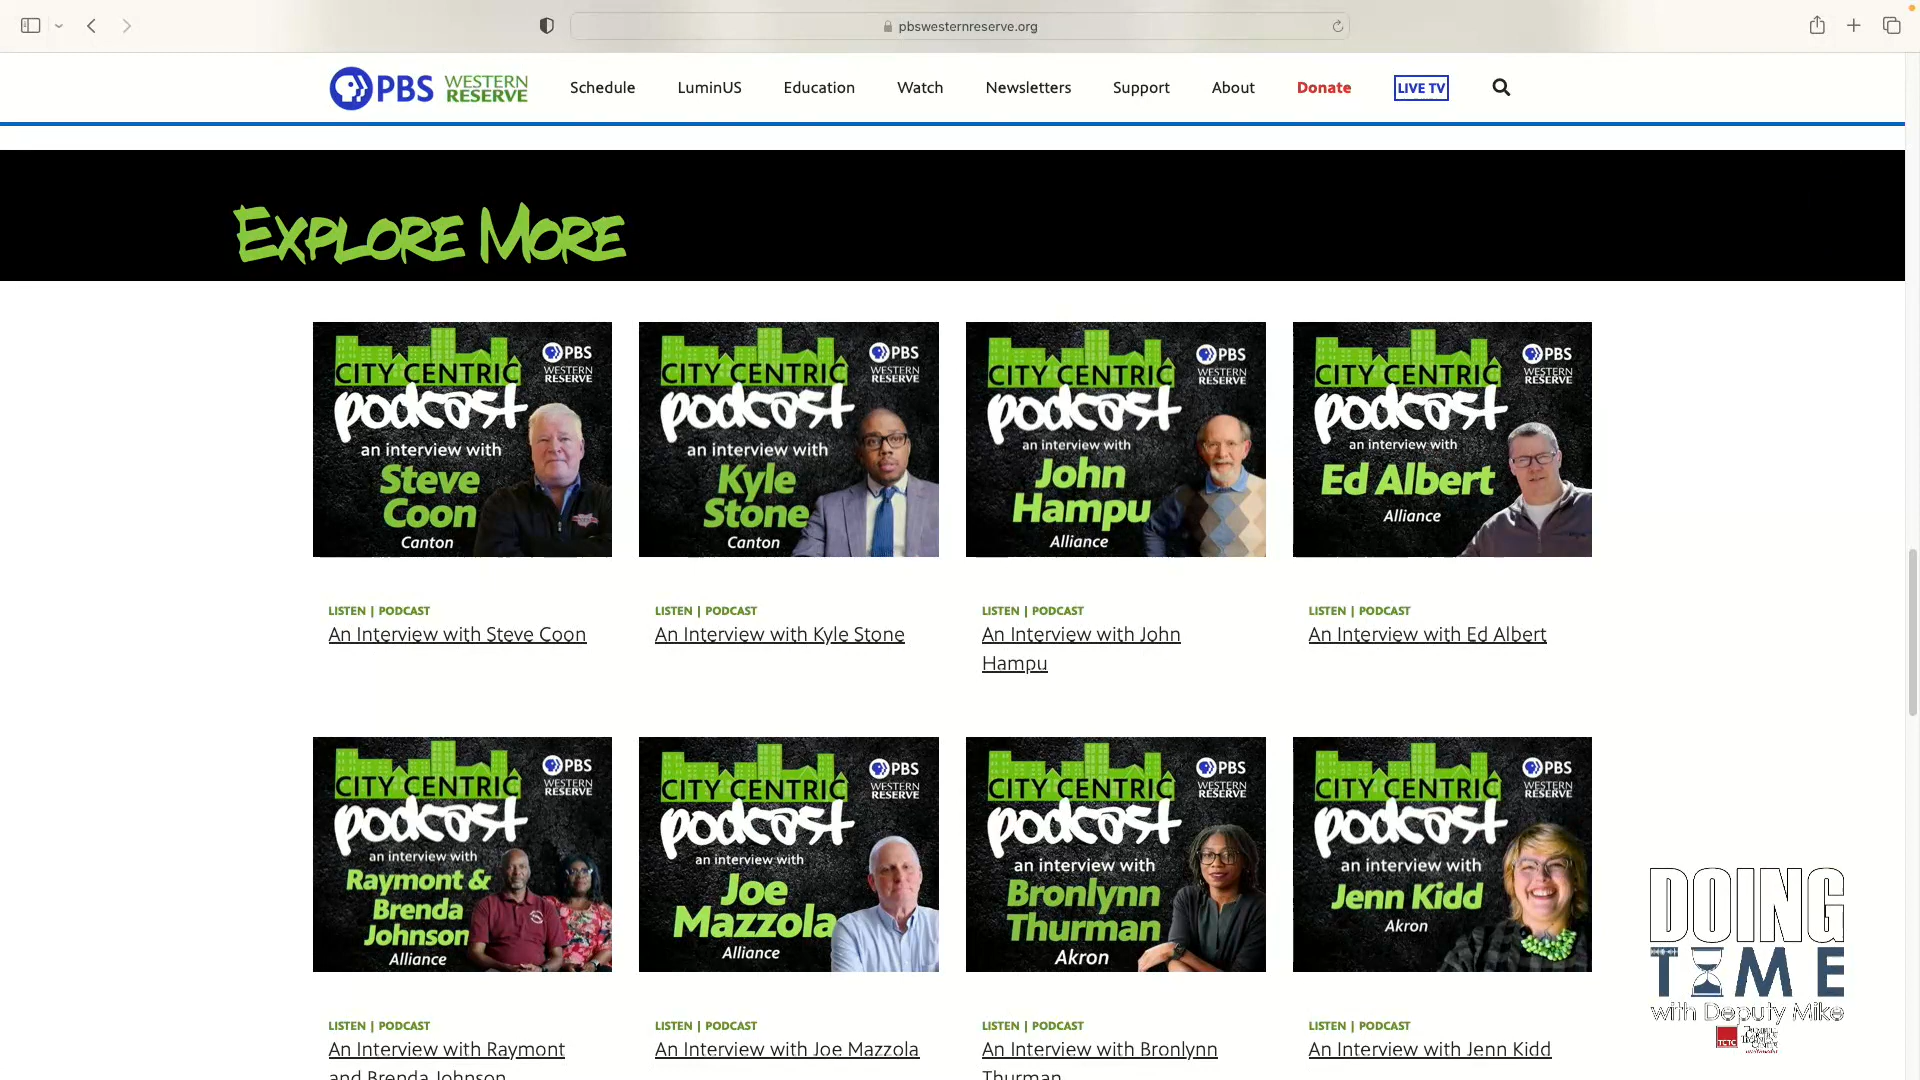 pbswesternreserve.org
PBS WESTERN RESERVE
Schedule LuminUS Education Watch Newsletters Support About Donate LIVE TV
EXPLORE MORE
CITY CENTRIC
podcast
PBS
WESTERN
RESERVE
an interview with
Steve
Coon
Canton
CITY CENTRIC
podcast
PBS
WESTERN
RESERVE
an interview with
Kyle
Stone
Canton
CITY CENTRIC
podcast
PBS
WESTERN
RESERVE
an interview with
John
Hampu
Alliance
CITY CENTRIC
podcast
PBS
WESTERN
RESERVE
an interview with
Ed Albert
Alliance
LISTEN | PODCAST
An Interview with Steve Coon
LISTEN | PODCAST
An Interview with Kyle Stone
LISTEN | PODCAST
An Interview with John
Hampu
LISTEN | PODCAST
An Interview with Ed Albert
CITY CENTRIC
podcast
PBS
WESTERN
RESERVE
an interview with
Raymont &
Brenda
Johnson
Alliance
CITY CENTRIC
podcast
PBS
WESTERN
RESERVE
an interview with
Joe
Mazzola
Alliance
CITY CENTRIC
podcast
PBS
WESTERN
RESERVE
an interview with
Bronlynn
Thurman
Akron
CITY CENTRIC
podcast
PBS
WESTERN
RESERVE
an interview with
Jenn Kidd
Akron
LISTEN | PODCAST
An Interview with Raymont
and Brenda Johnson
LISTEN | PODCAST
An Interview with Joe Mazzola
LISTEN | PODCAST
An Interview with Bronlynn
Thurman
LISTEN | PODCAST
An Interview with Jenn Kidd
DOING
TIME
with Deputy Mike
TCTC